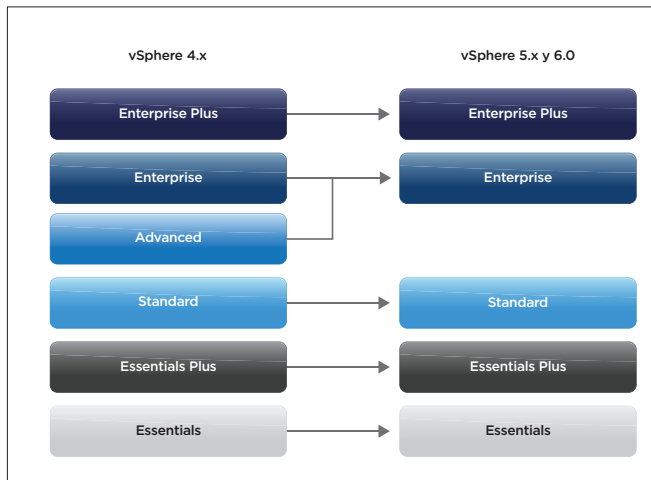 vSphere 4.x
vSphere 5.x y 6.0
Enterprise Plus
Enterprise Plus
Enterprise
Enterprise
Advanced
Standard
Standard
Essentials Plus
Essentials Plus
Essentials
Essentials